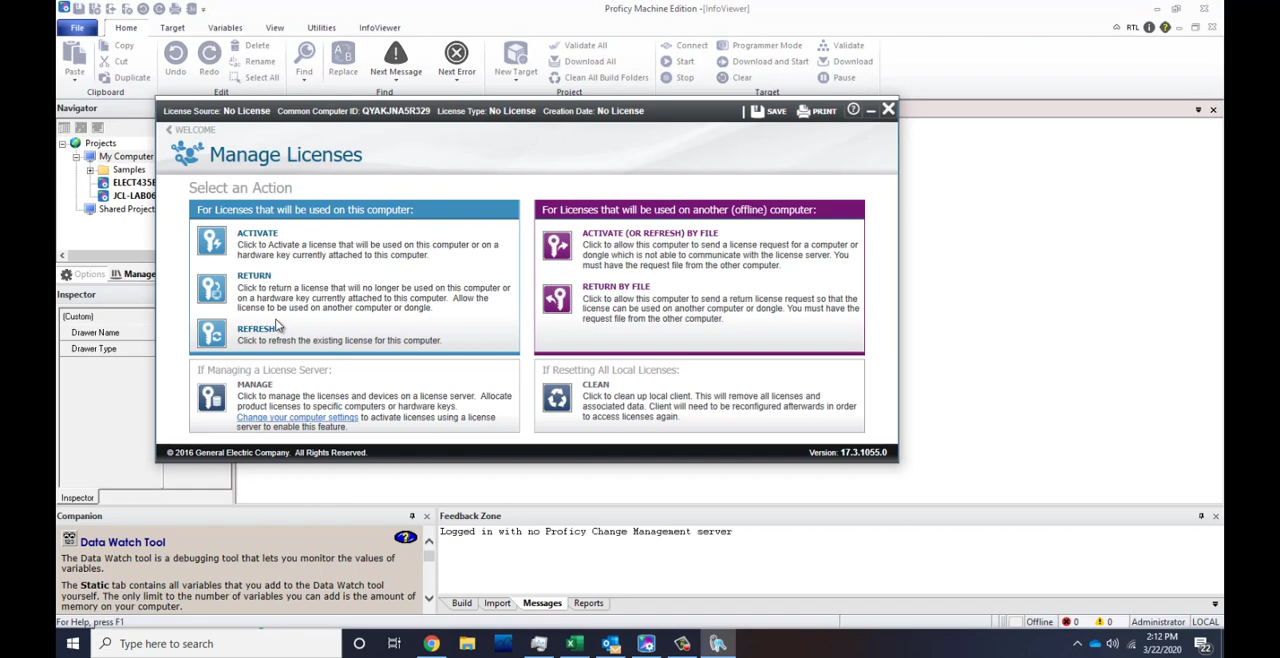 Proficy Machine Edition - [InfoViewer]
File Home Target Variables View Utilities InfoViewer RTL
Paste Copy Cut Duplicate Clipboard
Undo Redo Delete Rename Select All Edit
Find Replace Next Message Next Error Find
New Target Validate All Download All Clean All Build Folders Project
Connect Start Stop Programmer Mode Download and Start Clear Validate Download Pause Target
Navigator
Projects
My Computer
Samples
ELECT435E
JCL-LAB06
Shared Project
Options Manage
Inspector
(Custom)
Drawer Name
Drawer Type
Inspector
License Source: No License Common Computer ID: QYAKJNA5R329 License Type: No License Creation Date: No License SAVE PRINT
WELCOME
Manage Licenses
Select an Action
For Licenses that will be used on this computer:
ACTIVATE
Click to Activate a license that will be used on this computer or on a
hardware key currently attached to this computer.
RETURN
Click to return a license that will no longer be used on this computer or
on a hardware key currently attached to this computer. Allow the
license to be used on another computer or dongle.
REFRESH
Click to refresh the existing license for this computer.
For Licenses that will be used on another (offline) computer:
ACTIVATE (OR REFRESH) BY FILE
Click to allow this computer to send a license request for a computer or
dongle which is not able to communicate with the license server. You
must have the request file from the other computer.
RETURN BY FILE
Click to allow this computer to send a return license request so that the
license can be used on another computer or dongle. You must have the
request file from the other computer.
If Managing a License Server:
MANAGE
Click to manage the licenses and devices on a license server. Allocate
product licenses to specific computers or hardware keys.
Change your computer settings to activate licenses using a license
server to enable this feature.
If Resetting All Local Licenses:
CLEAN
Click to clean up local client. This will remove all licenses and
associated data. Client will need to be reconfigured afterwards in order
to access licenses again.
© 2016 General Electric Company. All Rights Reserved. Version: 17.3.1055.0
Companion
Data Watch Tool
The Data Watch tool is a debugging tool that lets you monitor the values of
variables.
The Static tab contains all variables that you add to the Data Watch tool
yourself. The only limit to the number of variables you can add is the amount of
memory on your computer.
Feedback Zone
Logged in with no Proficy Change Management server
Build Import Messages Reports
For Help, press F1 Offline 0 0 Administrator LOCAL
Type here to search
2:12 PM
3/22/2020
22